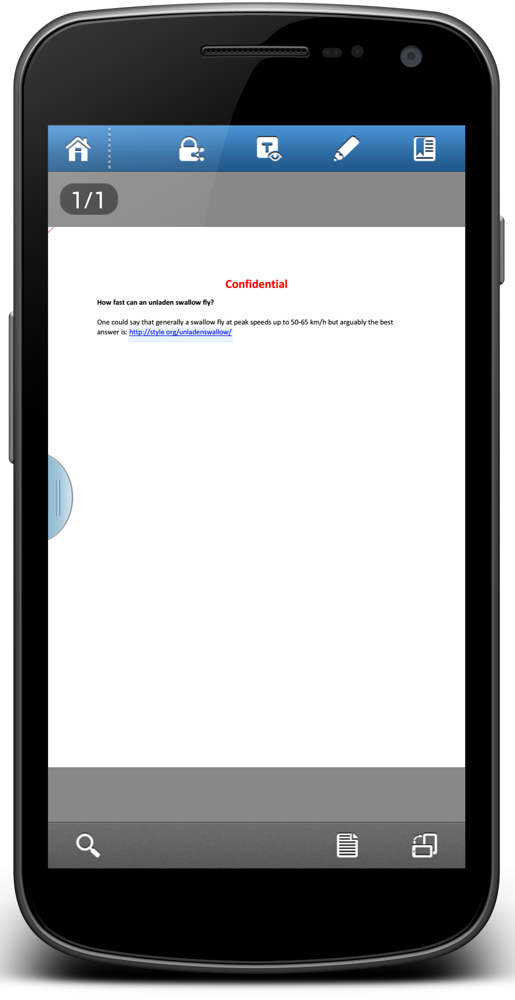 1/1
Confidential
How fast can an unladen swallow fly?
One could say that generally a swallow fly at peak speeds up to 50-65 km/h but arguably the best
answer is: http://style org/unladenswallow/